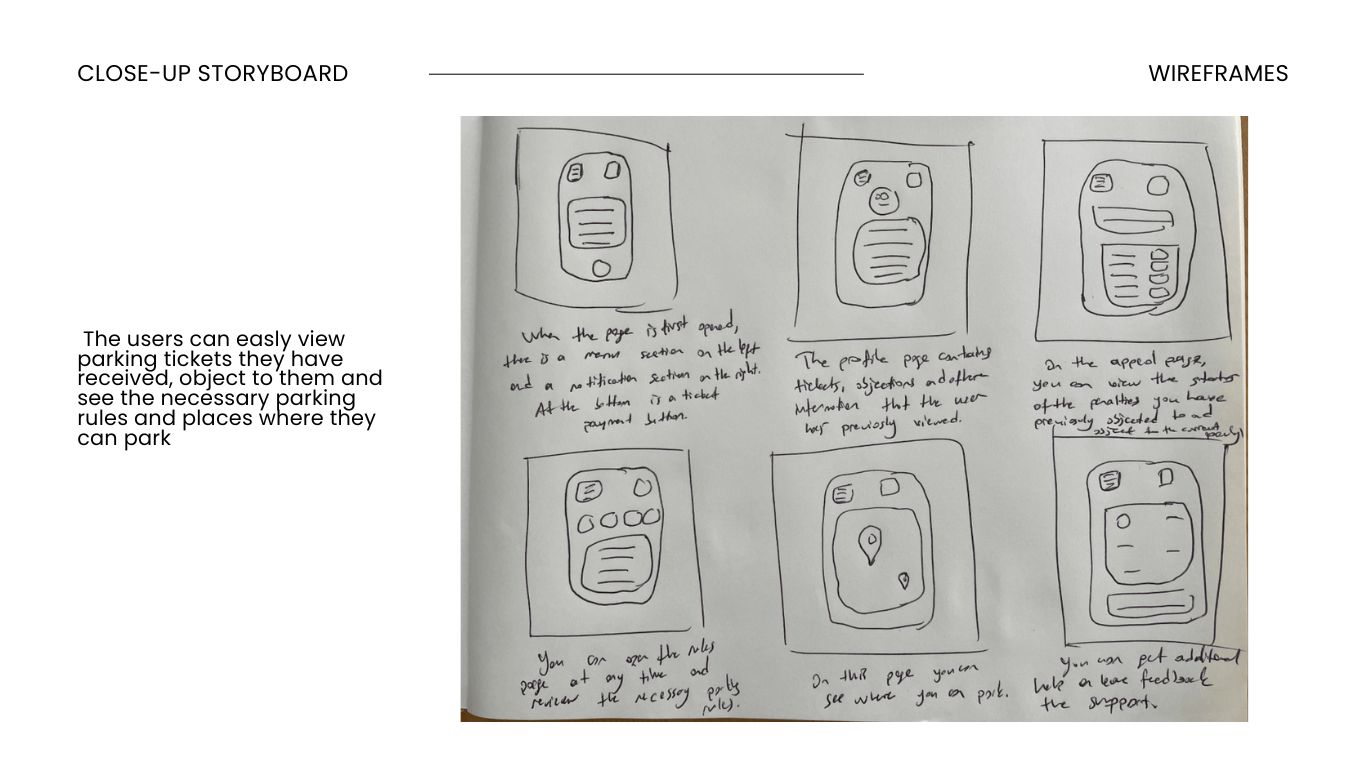 CLOSE-UP STORYBOARD
WIREFRAMES
The users can easly view
parking tickets they have
received, object to them and
see the necessary parking
rules and places where they
can park
When the page is first opened,
there is a menu section on the left
and a notification section on the right.
At the bottom is a ticket
payment button.
The profile page contains
tickets, objections and other
information that the user
has previosly viewed.
On the appeal page,
you can view the status
of the penalties you have
previously objected to and
object to the current
You can open the rules
page at any time and
review the necessary
rules.
On this page you can
see where you can park.
You can get additional
help or leave feedback
the support.